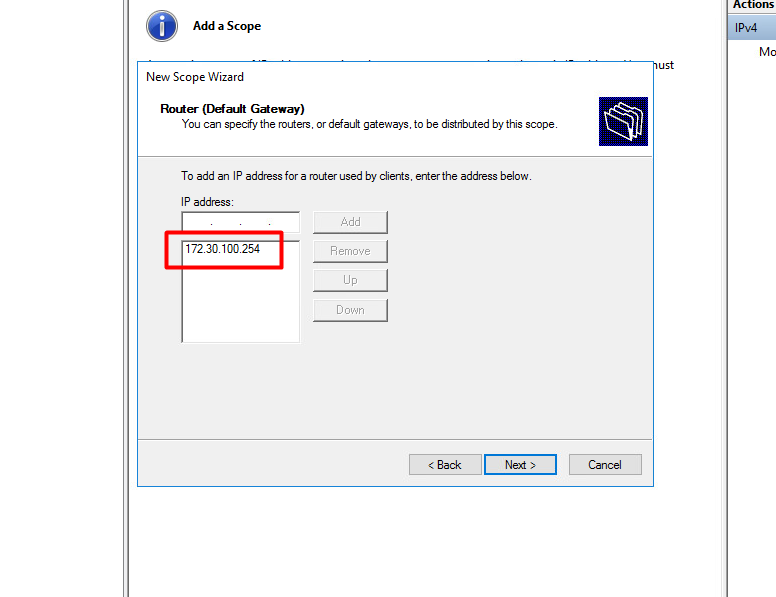 Actions
Add a Scope
IPv4
Mo
must
New Scope Wizard
Router (Default Gateway)
You can specify the routers, or default gateways, to be distributed by this scope.
To add an IP address for a router used by clients, enter the address below.
IP address:
. . .
Add
172.30.100.254
Remove
Up
Down
< Back
Next >
Cancel